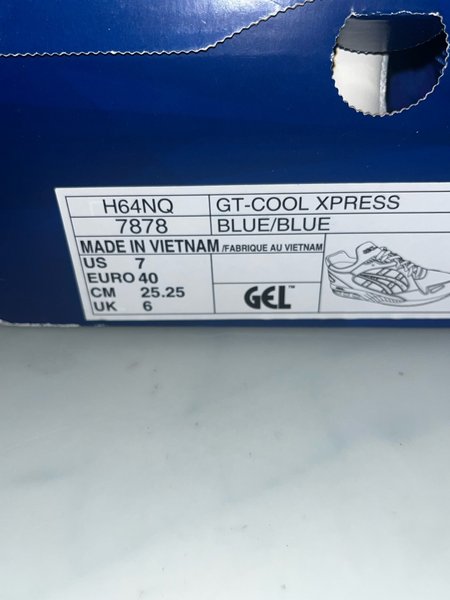 H64NQ GT-COOL XPRESS
7878 BLUE/BLUE
MADE IN VIETNAM /FABRIQUE AU VIETNAM
US 7
EURO 40
CM 25.25
UK 6
GEL™